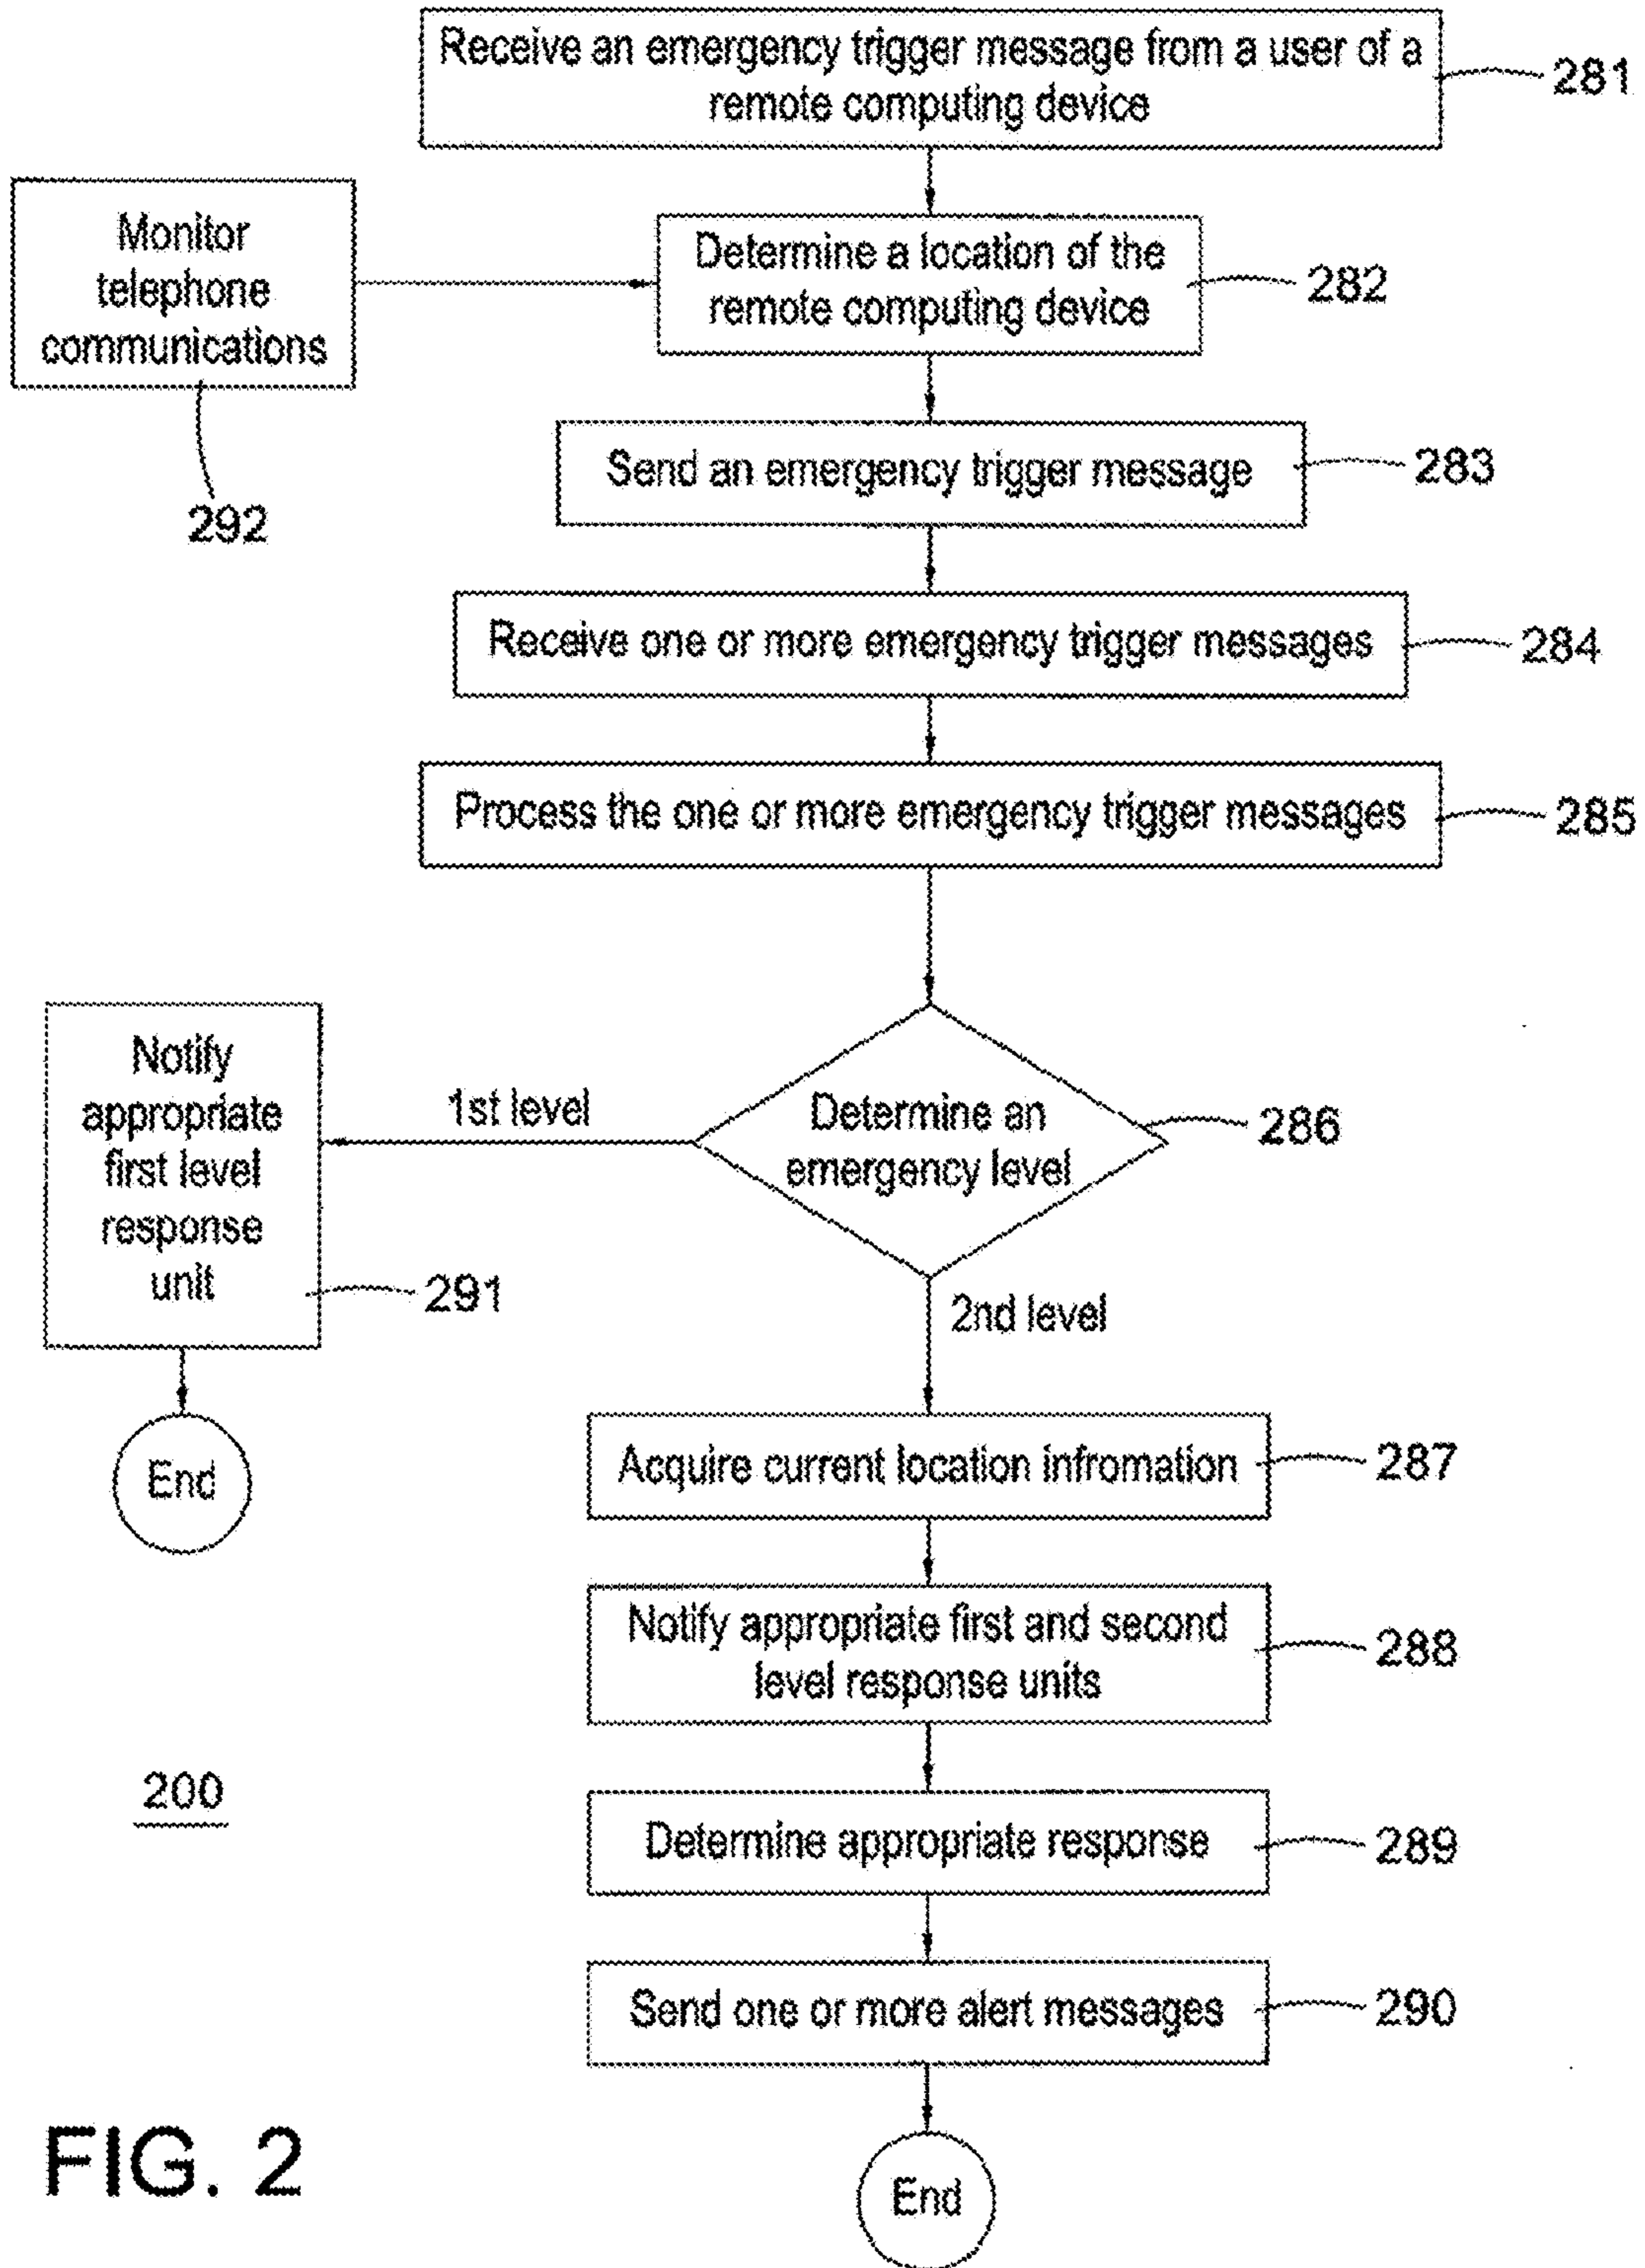 Receive an emergency trigger message from a user of a
remote computing device
281
Monitor
telephone
communications
292
Determine a location of the
remote computing device
282
Send an emergency trigger message
283
Receive one or more emergency trigger messages
284
Process the one or more emergency trigger messages
285
Determine an
emergency level
286
1st level
Notify
appropriate
first level
response
unit
291
End
2nd level
Acquire current location infromation
287
Notify appropriate first and second
level response units
288
Determine appropriate response
289
Send one or more alert messages
290
End
200
FIG. 2